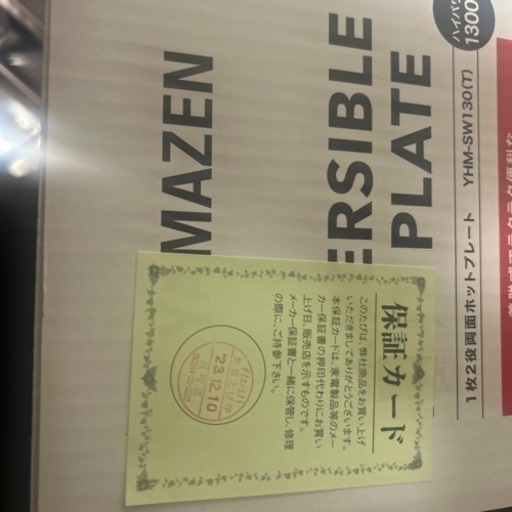 MAZEN
ERSIBLE
PLATE
ハイパワ
1300
1枚2役両面ホットプレート YHM-SW130(T)
保証カード
このたびは、弊社商品をお買い上げ
いただきましてありがとうございます。
本保証カードは、家電製品等のメー
カー保証書の押印代わりにお買い
上げ日、販売店を示すものです。
メーカー保証書と一緒に保管し、修理
の際に、ご持参下さい。
23.12.10